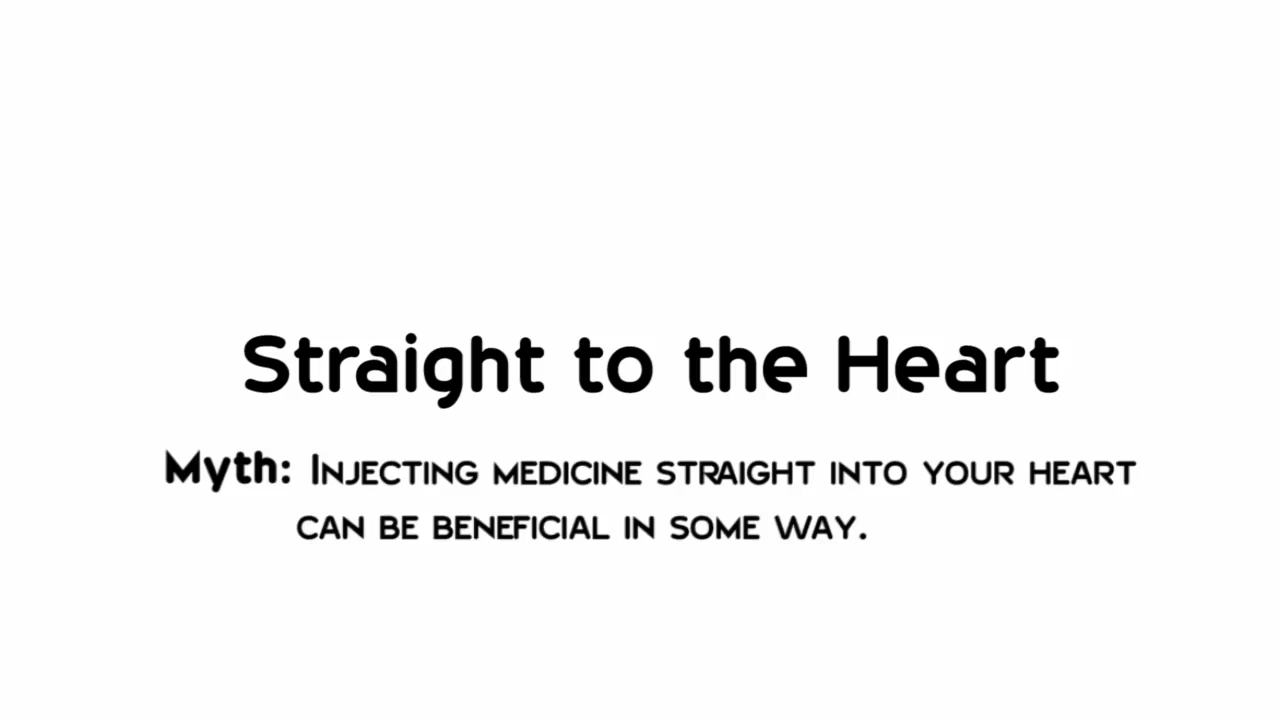 Straight to the Heart
Myth: Injecting medicine straight into your heart
can be beneficial in some way.